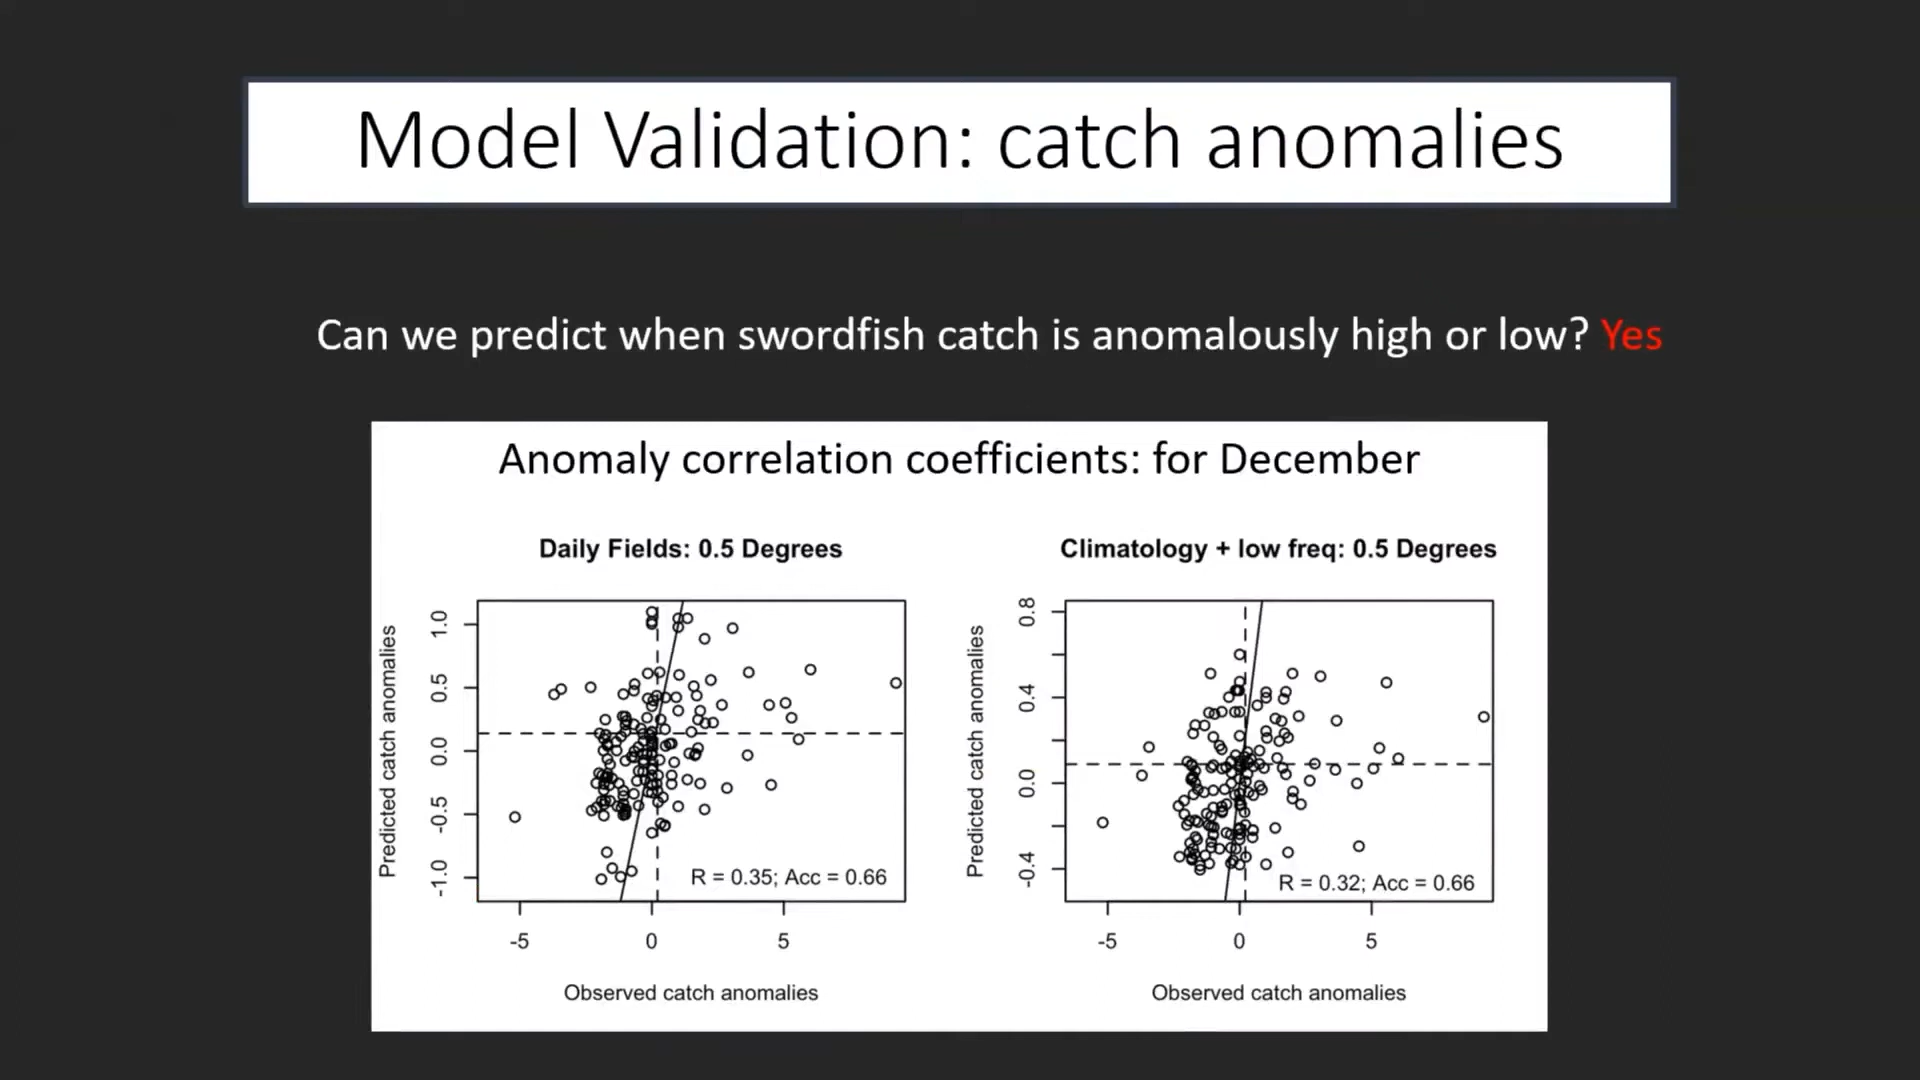 Model Validation: catch anomalies
Can we predict when swordfish catch is anomalously high or low? Yes
Anomaly correlation coefficients: for December
Daily Fields: 0.5 Degrees
Predicted catch anomalies
1.0
0.5
0.0
-0.5
-1.0
R = 0.35; Acc = 0.66
-5 0 5
Observed catch anomalies
Climatology + low freq: 0.5 Degrees
Predicted catch anomalies
0.8
0.4
0.0
-0.4
R = 0.32; Acc = 0.66
-5 0 5
Observed catch anomalies